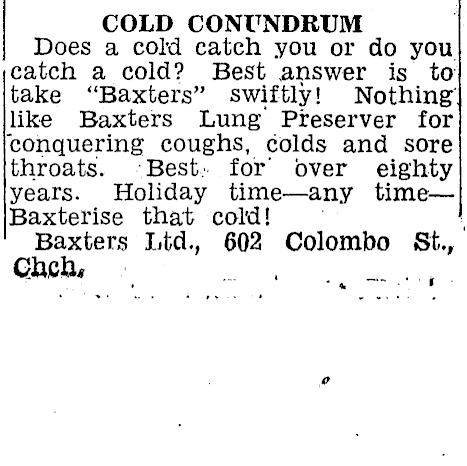 COLD CONUNDRUM
Does a cold catch you or do you
catch a cold? Best answer is to
take "Baxters" swiftly! Nothing
like Baxters Lung Preserver for
conquering coughs, colds and sore
throats. Best for over eighty
years. Holiday time—any time—
Baxterise that cold!
Baxters Ltd., 602 Colombo St.,
Chch.